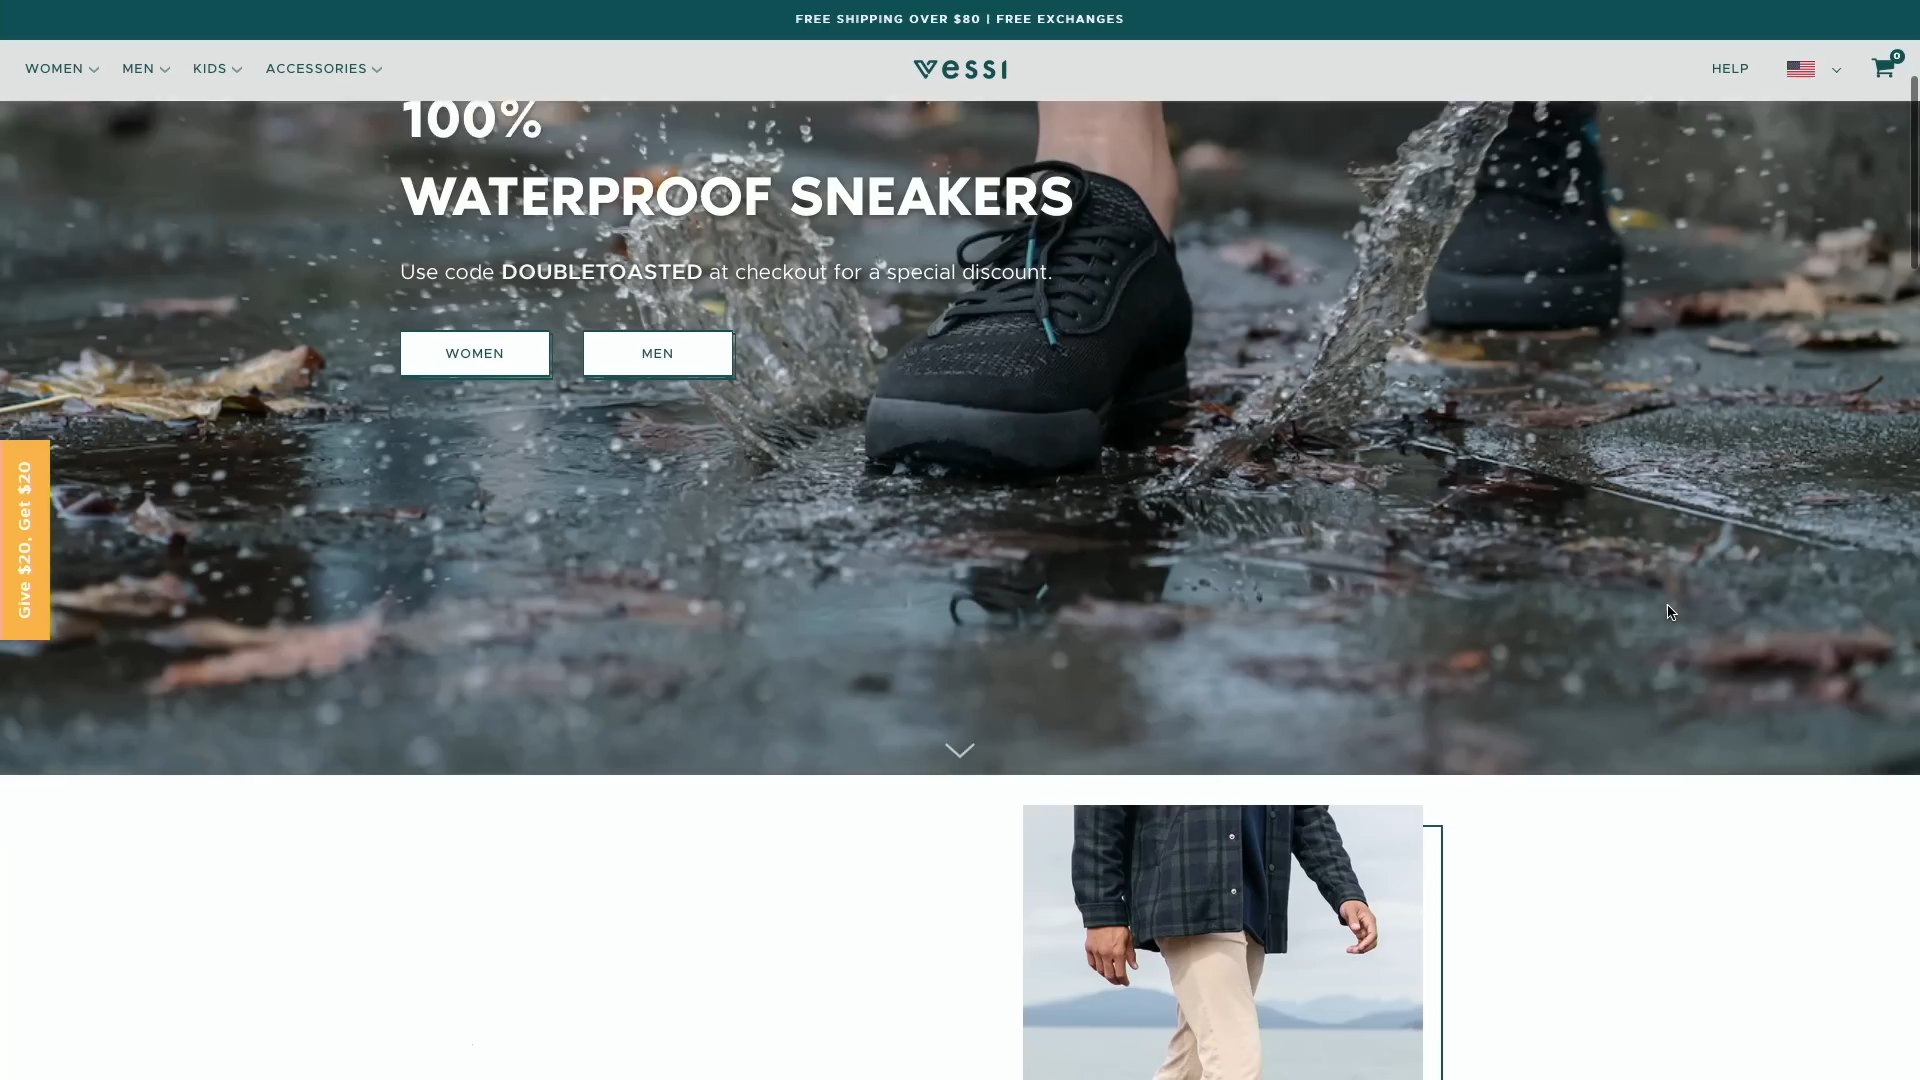 FREE SHIPPING OVER $80 | FREE EXCHANGES
WOMEN MEN KIDS ACCESSORIES vessi HELP 0
100%
WATERPROOF SNEAKERS
Use code DOUBLETOASTED at checkout for a special discount.
WOMEN MEN
Give $20, Get $20